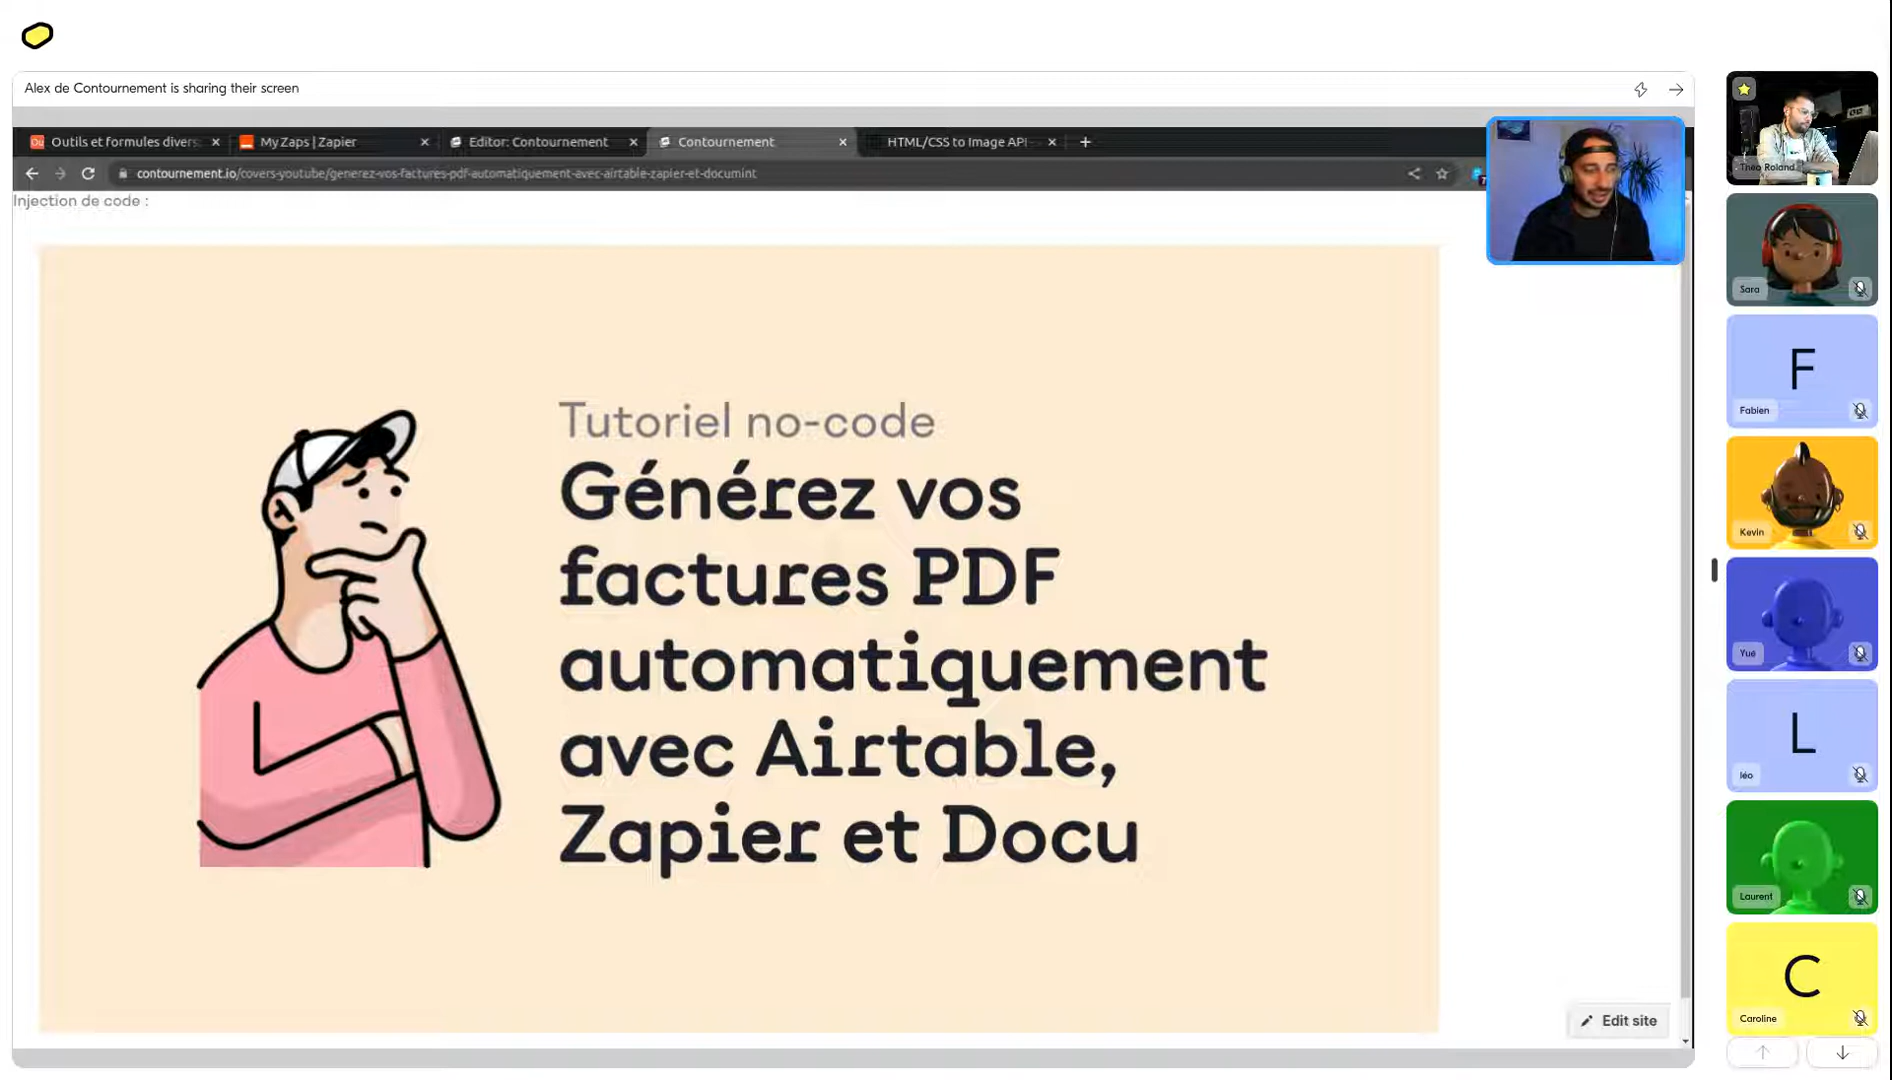 Alex de Contournement is sharing their screen
Outils et formules divers
My Zaps | Zapier
Editor: Contournement
Contournement
HTML/CSS to Image API
contournement.io/covers-youtube/generez-vos-factures-pdf-automatiquement-avec-airtable-zapier-et-documint
Injection de code :
Tutoriel no-code
Générez vos
factures PDF
automatiquement
avec Airtable,
Zapier et Docu
Edit site
Théo Roland
Sara
F
Fabien
Kevin
Yué
L
léo
Laurent
C
Caroline